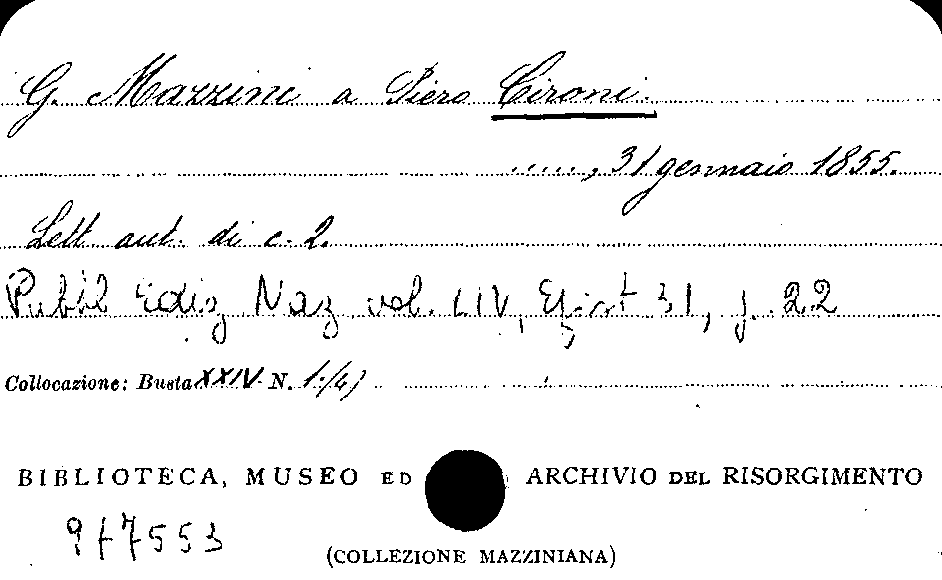 G. Mazzini a Piero Cironi.
....., 31 gennaio 1855.
Lett. aut. di c. 2.
Pubbl Ediz Naz vol. LIV, Epist 31, p. 22
Collocazione: Busta XXIV N. 1:(4)
BIBLIOTECA, MUSEO ED ARCHIVIO DEL RISORGIMENTO
977553
(COLLEZIONE MAZZINIANA)